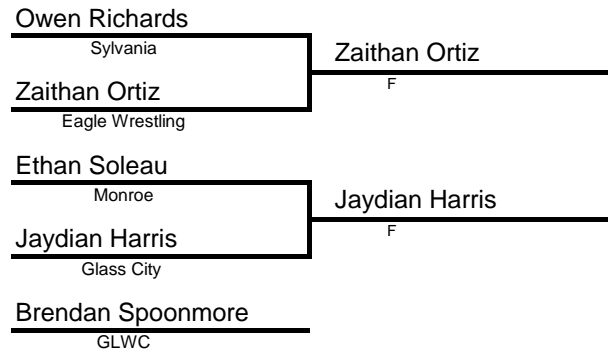 Owen Richards
Sylvania
Zaithan Ortiz
F
Zaithan Ortiz
Eagle Wrestling
Ethan Soleau
Monroe
Jaydian Harris
F
Jaydian Harris
Glass City
Brendan Spoonmore
GLWC